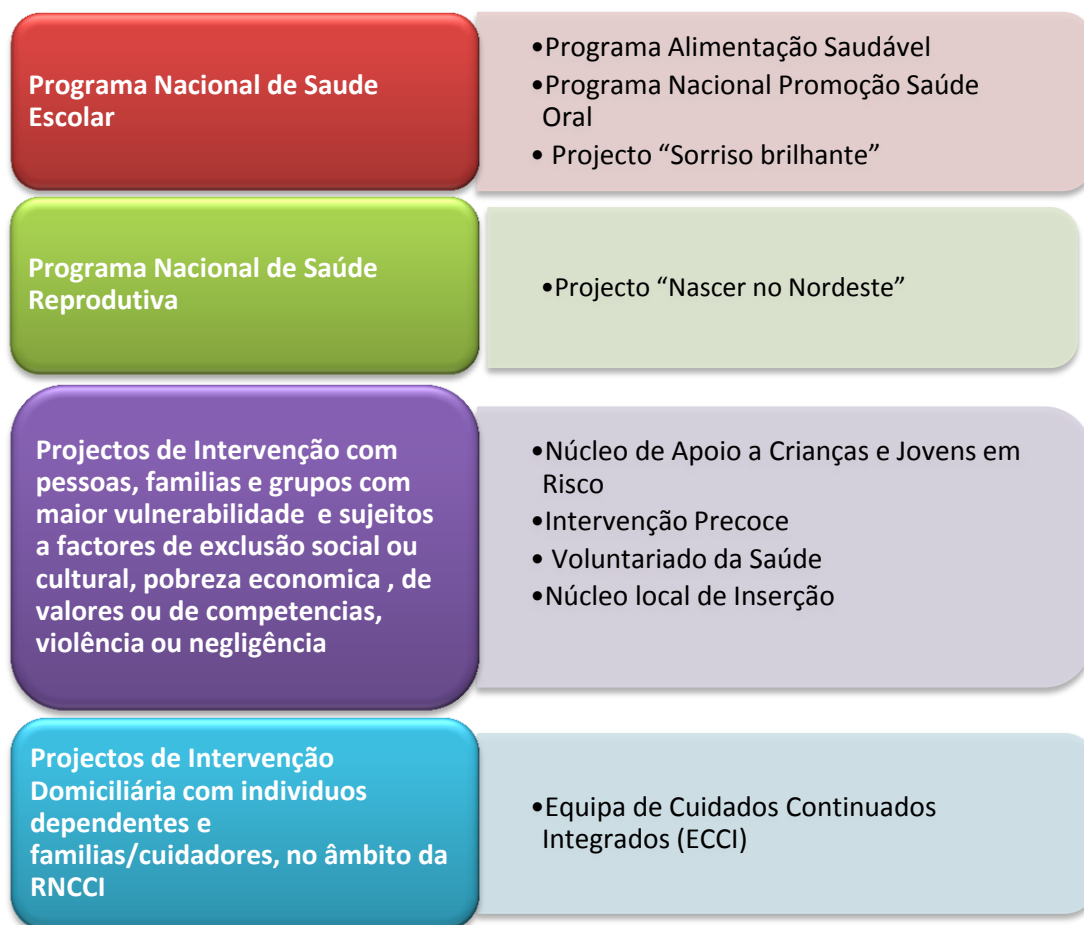 Programa Nacional de Saude
Escolar
•Programa Alimentação Saudável
•Programa Nacional Promoção Saúde
Oral
• Projecto “Sorriso brilhante”
Programa Nacional de Saúde
Reprodutiva
•Projecto “Nascer no Nordeste”
Projectos de Intervenção com
pessoas, familias e grupos com
maior vulnerabilidade e sujeitos
a factores de exclusão social ou
cultural, pobreza economica , de
valores ou de competencias,
violência ou negligência
•Núcleo de Apoio a Crianças e Jovens em
Risco
•Intervenção Precoce
• Voluntariado da Saúde
•Núcleo local de Inserção
Projectos de Intervenção
Domiciliária com individuos
dependentes e
familias/cuidadores, no âmbito da
RNCCI
•Equipa de Cuidados Continuados
Integrados (ECCI)